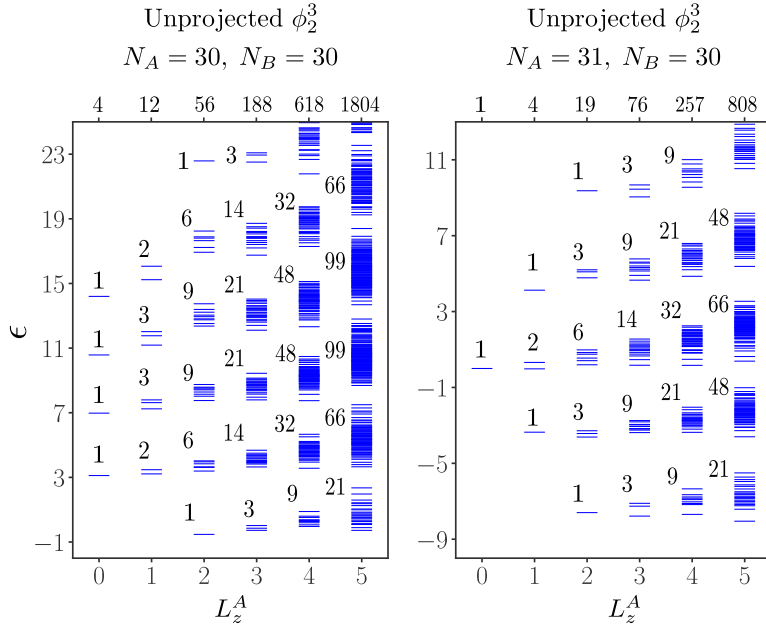 Unprojected ϕ₂³
N_A = 30, N_B = 30
4 12 56 188 618 1804
23
19
15
11
7
3
−1
ϵ
1 3
6 14 32 66
1 2 9 21 48 99
1 3 9 21 48 99
1 3 6 14 32 66
1 2 1 3 9 21
0 1 2 3 4 5
L_z^A
Unprojected ϕ₂³
N_A = 31, N_B = 30
1 4 19 76 257 808
11
7
3
−1
−5
−9
1 3 9
1 3 9 21 48
1 2 6 14 32 66
1 3 9 21 48
1 3 9 21
0 1 2 3 4 5
L_z^A